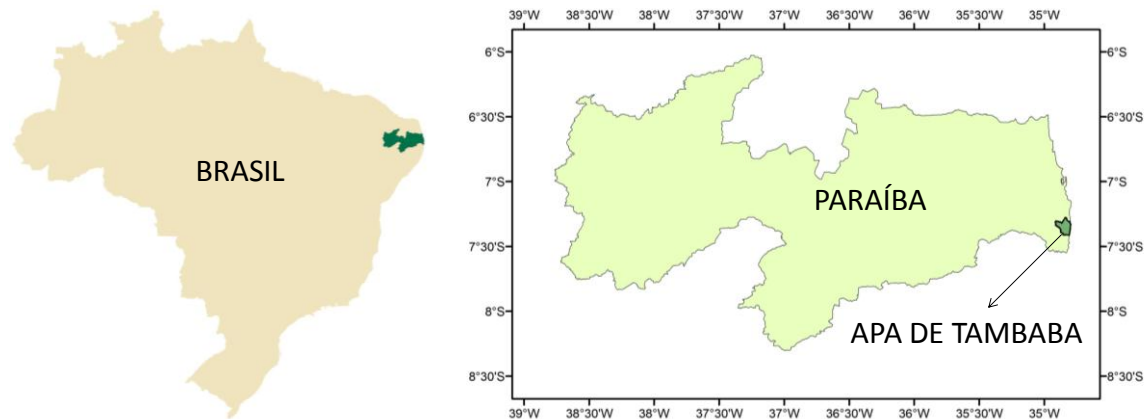 39°W 38°30'W 38°W 37°30'W 37°W 36°30'W 36°W 35°30'W 35°W
6°S 6°S
6°30'S 6°30'S
BRASIL
7°S 7°S
PARAÍBA
7°30'S 7°30'S
8°S 8°S
APA DE TAMBABA
8°30'S 8°30'S
39°W 38°30'W 38°W 37°30'W 37°W 36°30'W 36°W 35°30'W 35°W